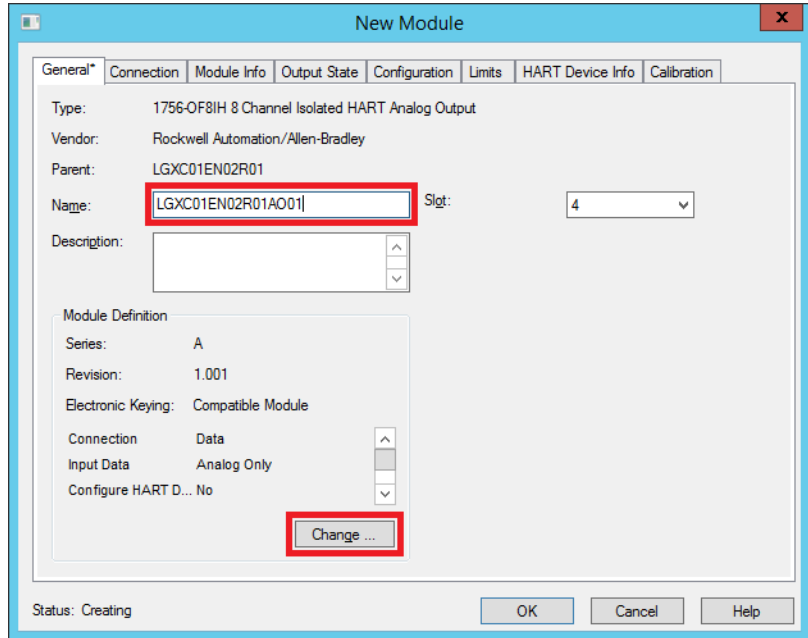 New Module
x
General* Connection Module Info Output State Configuration Limits HART Device Info Calibration
Type: 1756-OF8IH 8 Channel Isolated HART Analog Output
Vendor: Rockwell Automation/Allen-Bradley
Parent: LGXC01EN02R01
Name: LGXC01EN02R01AO01 Slot: 4
Description:
Module Definition
Series: A
Revision: 1.001
Electronic Keying: Compatible Module
Connection Data
Input Data Analog Only
Configure HART D... No
Change ...
Status: Creating OK Cancel Help